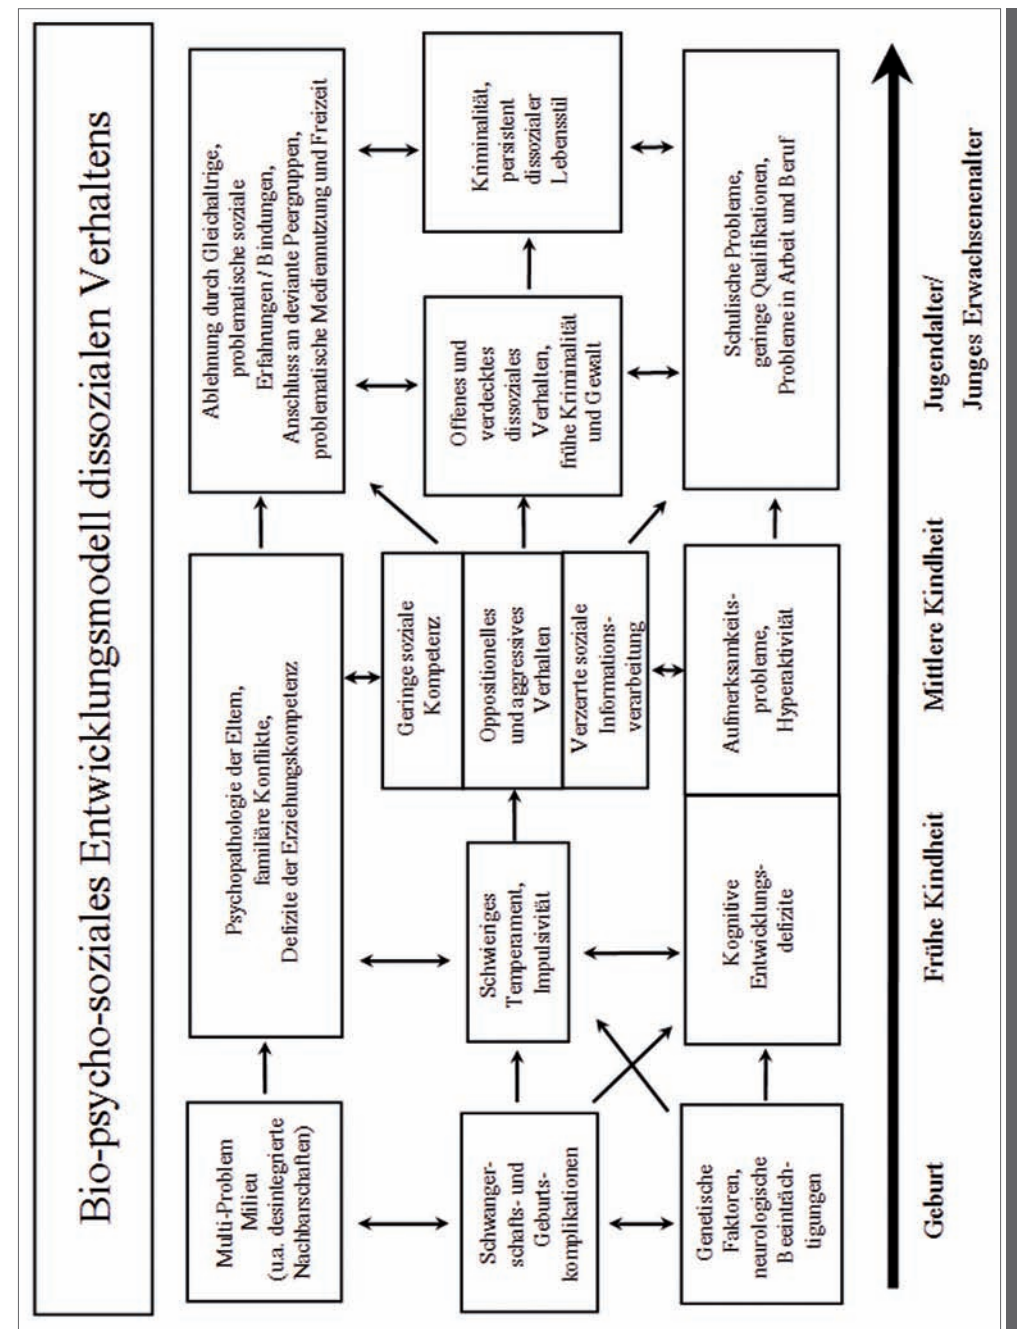 Bio-psycho-soziales Entwicklungsmodell dissozialen Verhaltens
Multi-Problem
Milieu
(u.a. desintegrierte
Nachbarschaften)
Psychopathologie der Eltern,
familiäre Konflikte,
Defizite der Erziehungskompetenz
Ablehnung durch Gleichaltrige,
problematische soziale
Erfahrungen / Bindungen,
Anschluss an deviante Peergruppen,
problematische Mediennutzung und Freizeit
Schwanger-
schafts- und
Geburts-
komplikationen
Schwieriges
Temperament,
Impulsivität
Geringe soziale
Kompetenz
Oppositionelles
und aggressives
Verhalten
Verzerrte soziale
Informations-
verarbeitung
Offenes und
verdecktes
dissoziales
Verhalten,
frühe Kriminalität
und Gewalt
Kriminalität,
persistent
dissozialer
Lebensstil
Genetische
Faktoren,
neurologische
Beeinträch-
tigungen
Kognitive
Entwicklungs-
defizite
Aufmerksamkeits-
probleme,
Hyperaktivität
Schulische Probleme,
geringe Qualifikationen,
Probleme in Arbeit und Beruf
Geburt
Frühe Kindheit
Mittlere Kindheit
Jugendalter/
Junges Erwachsenenalter